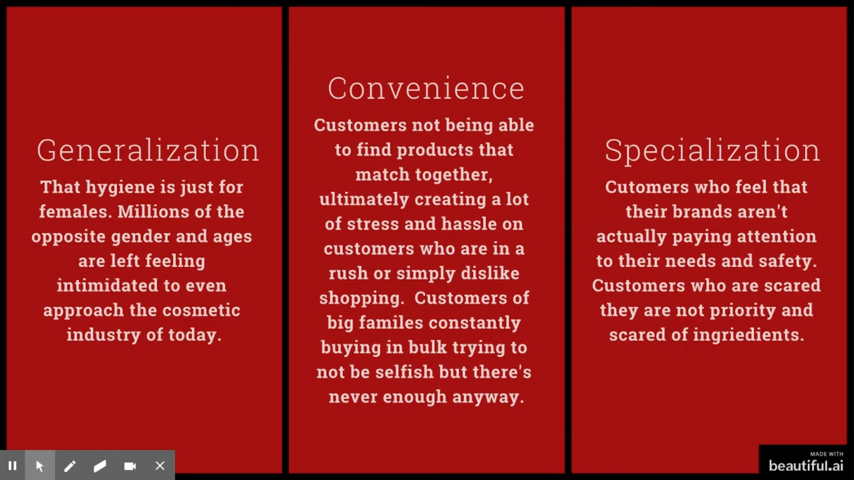 Generalization
That hygiene is just for
females. Millions of the
opposite gender and ages
are left feeling
intimidated to even
approach the cosmetic
industry of today.
Convenience
Customers not being able
to find products that
match together,
ultimately creating a lot
of stress and hassle on
customers who are in a
rush or simply dislike
shopping. Customers of
big familes constantly
buying in bulk trying to
not be selfish but there's
never enough anyway.
Specialization
Cutomers who feel that
their brands aren't
actually paying attention
to their needs and safety.
Customers who are scared
they are not priority and
scared of ingriedients.
MADE WITH
beautiful.ai